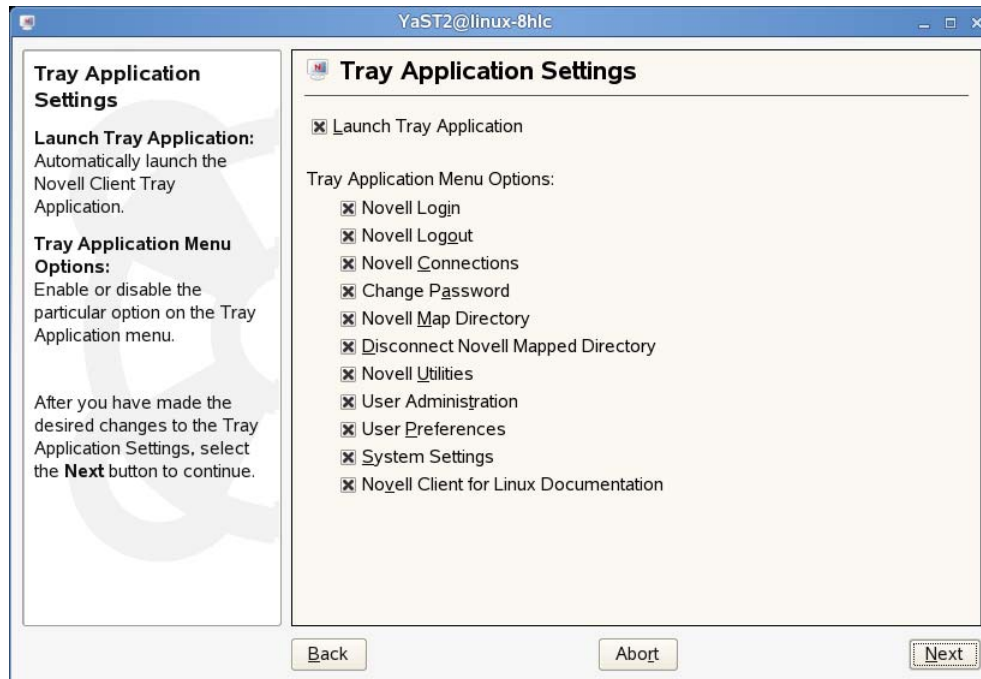 YaST2@linux-8hlc
Tray Application
Settings
Launch Tray Application:
Automatically launch the
Novell Client Tray
Application.
Tray Application Menu
Options:
Enable or disable the
particular option on the Tray
Application menu.
After you have made the
desired changes to the Tray
Application Settings, select
the Next button to continue.
Tray Application Settings
Launch Tray Application
Tray Application Menu Options:
Novell Login
Novell Logout
Novell Connections
Change Password
Novell Map Directory
Disconnect Novell Mapped Directory
Novell Utilities
User Administration
User Preferences
System Settings
Novell Client for Linux Documentation
Back
Abort
Next